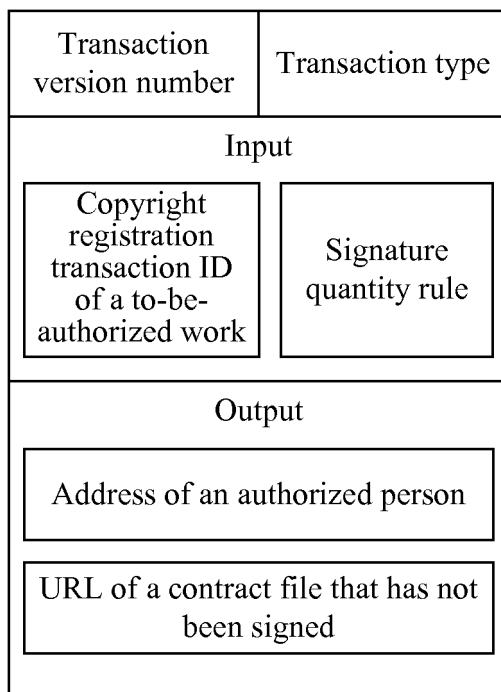 Transaction
version number
Transaction type
Input
Copyright
registration
transaction ID
of a to-be-
authorized work
Signature
quantity rule
Output
Address of an authorized person
URL of a contract file that has not
been signed